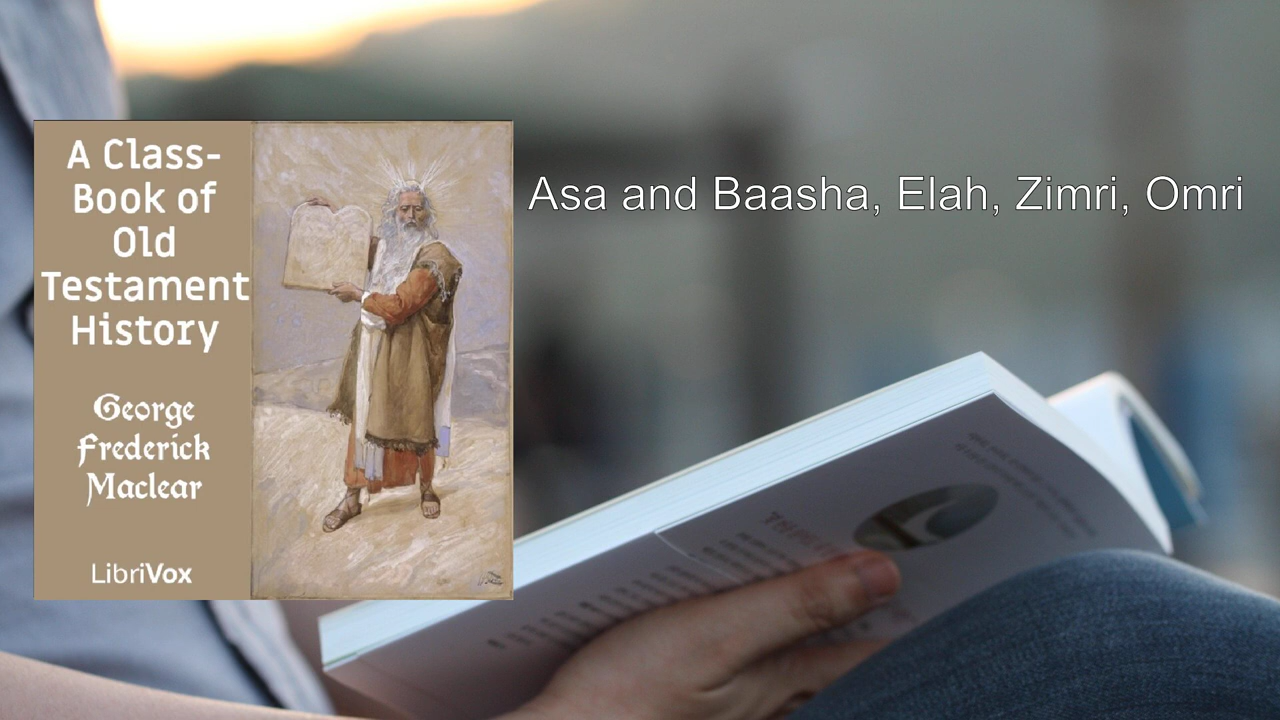 A Class-
Book of
Old
Testament
History
George
Frederick
Maclear
LibriVox
Asa and Baasha, Elah, Zimri, Omri